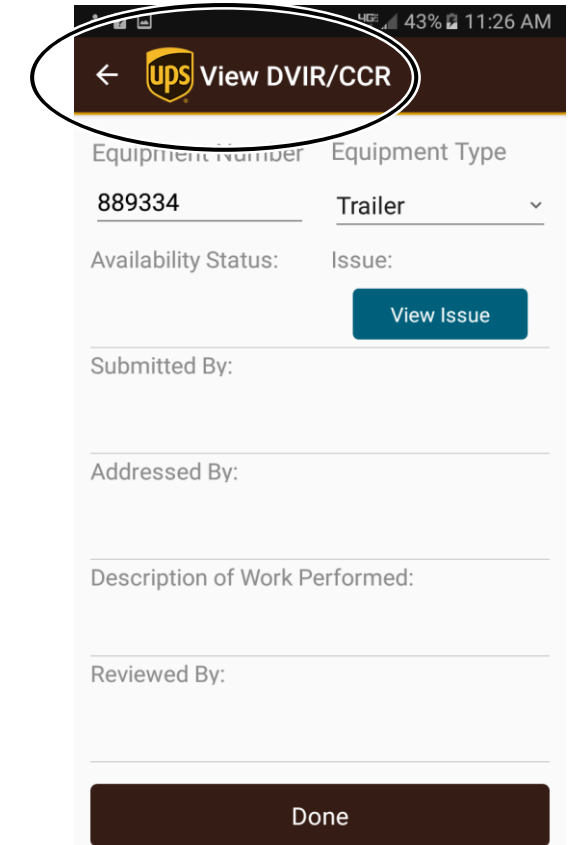 4GE 43% 11:26 AM
ups View DVIR/CCR
Equipment Number Equipment Type
889334 Trailer
Availability Status: Issue:
View Issue
Submitted By:
Addressed By:
Description of Work Performed:
Reviewed By:
Done